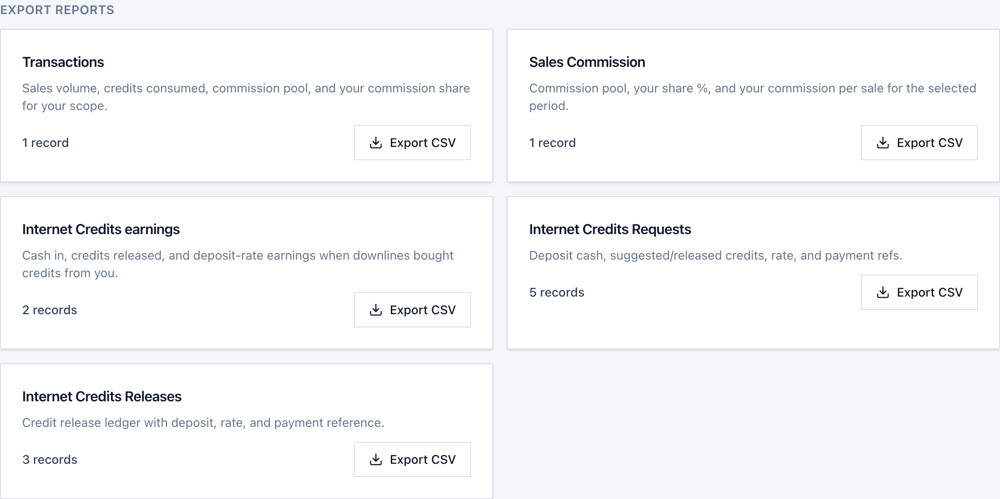 EXPORT REPORTS
Transactions
Sales volume, credits consumed, commission pool, and your commission share
for your scope.
1 record
Export CSV
Sales Commission
Commission pool, your share %, and your commission per sale for the selected
period.
1 record
Export CSV
Internet Credits earnings
Cash in, credits released, and deposit-rate earnings when downlines bought
credits from you.
2 records
Export CSV
Internet Credits Requests
Deposit cash, suggested/released credits, rate, and payment refs.
5 records
Export CSV
Internet Credits Releases
Credit release ledger with deposit, rate, and payment reference.
3 records
Export CSV